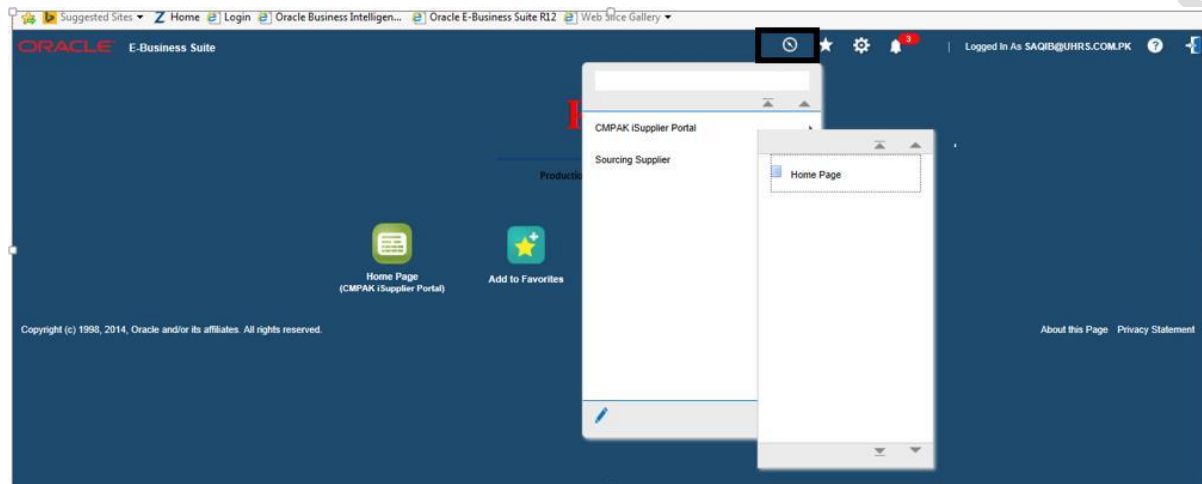 Suggested Sites Home Login Oracle Business Intelligen... Oracle E-Business Suite R12 Web Slice Gallery
ORACLE E-Business Suite
3
Logged In As SAQIB@UHRS.COM.PK ?
CMPAK iSupplier Portal
Sourcing Supplier
Home Page
Home Page
(CMPAK iSupplier Portal)
Add to Favorites
Copyright (c) 1998, 2014, Oracle and/or its affiliates. All rights reserved.
About this Page Privacy Statement